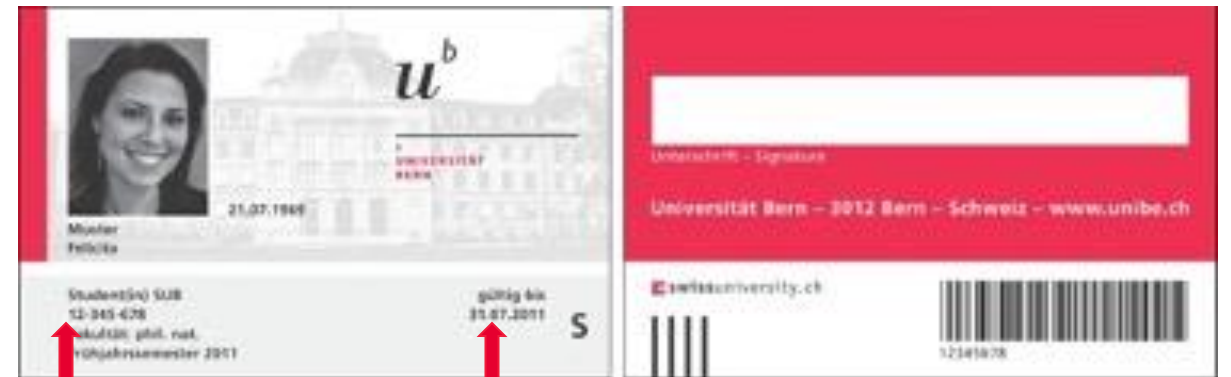 u^b
UNIVERSITÄT
BERN
21.07.1969
Muster
Felicita
Student(in) SUB
12-345-678
Fakultät: phil. nat.
Frühjahrssemester 2011
gültig bis
31.07.2011
S
Unterschrift – Signature
Universität Bern – 3012 Bern – Schweiz – www.unibe.ch
swissuniversity.ch
12345678